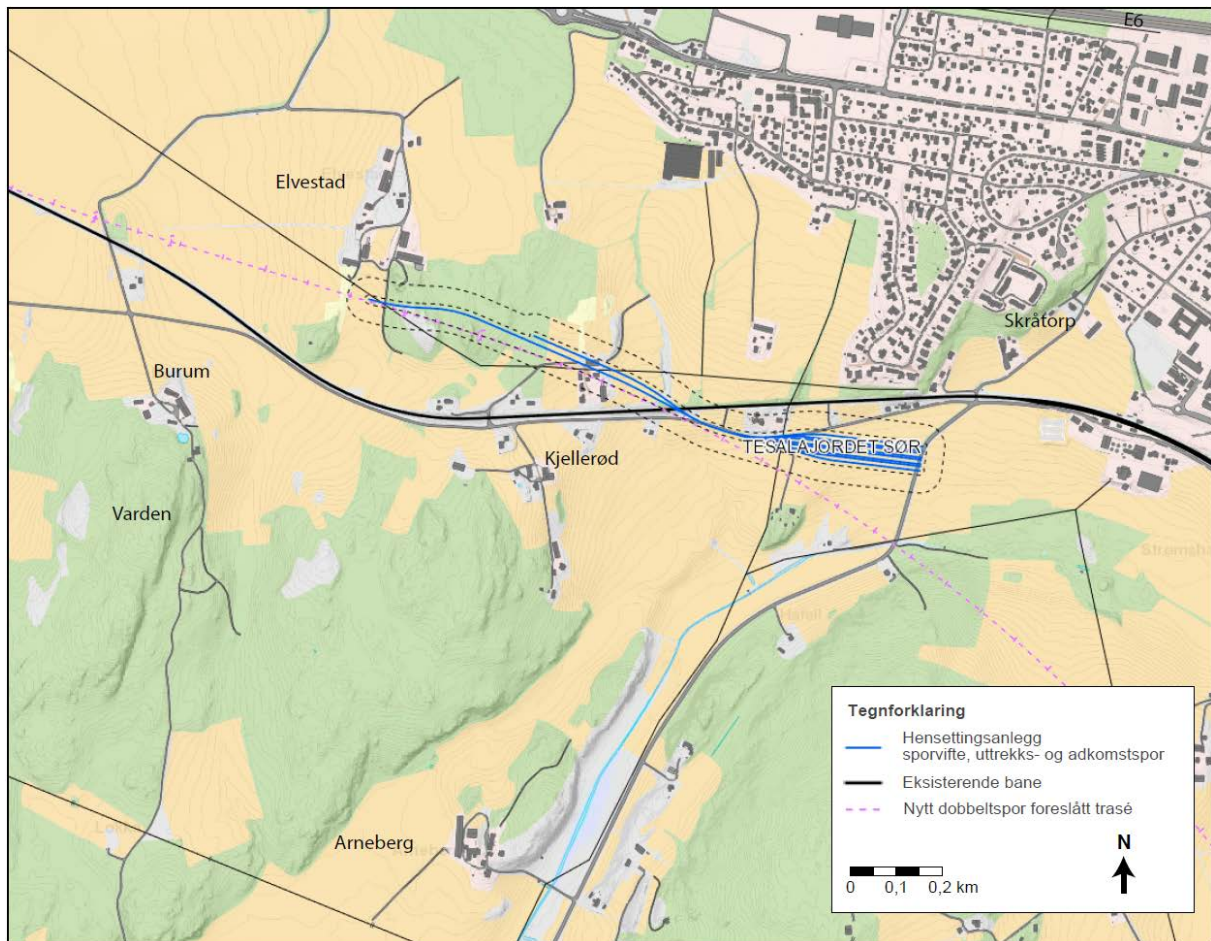 E6
Elvestad
Skråtorp
Burum
TESALAJORDET SØR
Kjellerød
Varden
Hafell
Arneberg
Tegnforklaring
Hensettingsanlegg
sporvifte, uttrekks- og adkomstspor
Eksisterende bane
Nytt dobbeltspor foreslått trasé
N
0 0,1 0,2 km